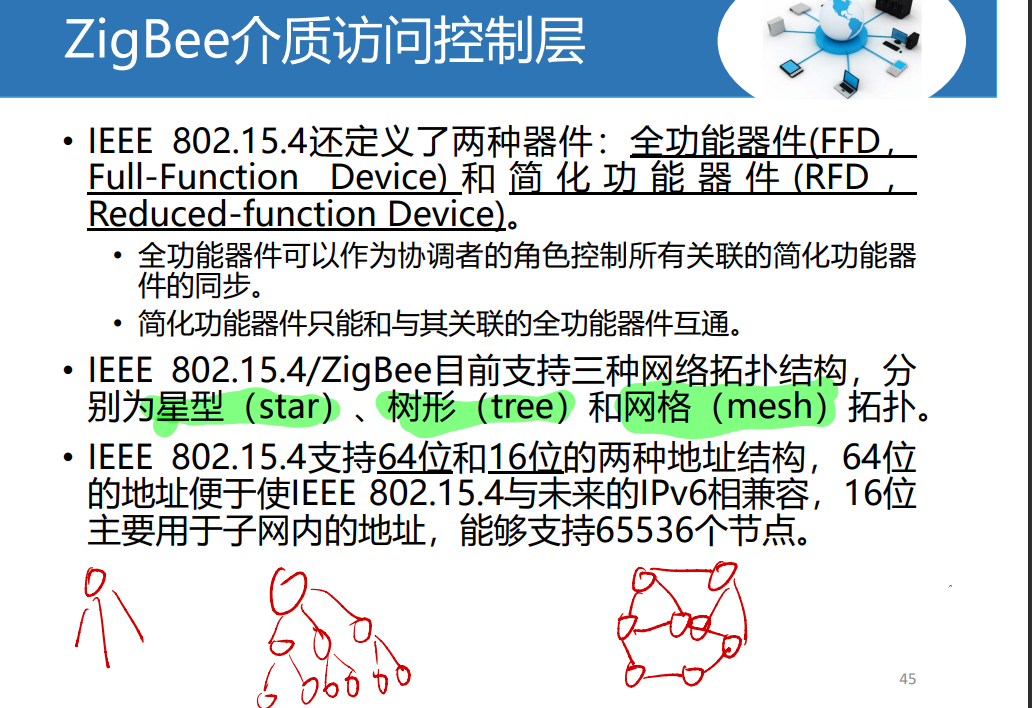 ZigBee介质访问控制层
• IEEE 802.15.4还定义了两种器件：全功能器件(FFD，
Full-Function Device)和简化功能器件(RFD，
Reduced-function Device)。
• 全功能器件可以作为协调者的角色控制所有关联的简化功能器
件的同步。
• 简化功能器件只能和与其关联的全功能器件互通。
• IEEE 802.15.4/ZigBee目前支持三种网络拓扑结构，分
别为星型（star）、树形（tree）和网格（mesh）拓扑。
• IEEE 802.15.4支持64位和16位的两种地址结构，64位
的地址便于使IEEE 802.15.4与未来的IPv6相兼容，16位
主要用于子网内的地址，能够支持65536个节点。
45